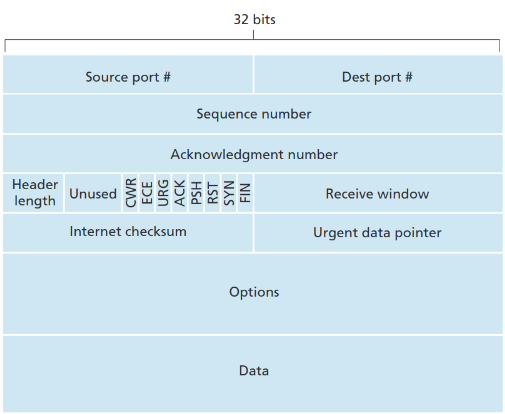 32 bits
Source port #
Dest port #
Sequence number
Acknowledgment number
Header
length
Unused
CWR
ECE
URG
ACK
PSH
RST
SYN
FIN
Receive window
Internet checksum
Urgent data pointer
Options
Data